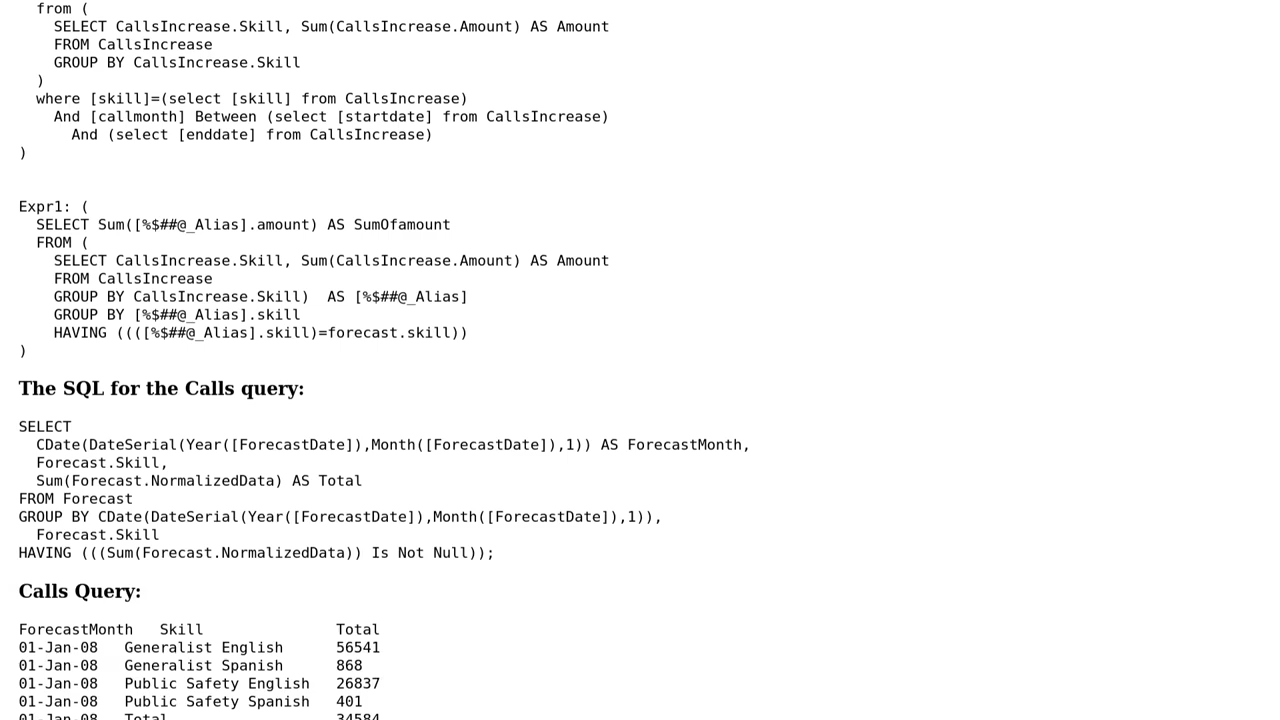 from (
SELECT CallsIncrease.Skill, Sum(CallsIncrease.Amount) AS Amount
FROM CallsIncrease
GROUP BY CallsIncrease.Skill
)
where [skill]=(select [skill] from CallsIncrease)
And [callmonth] Between (select [startdate] from CallsIncrease)
And (select [enddate] from CallsIncrease)
)
Expr1: (
SELECT Sum([%$##@_Alias].amount) AS SumOfamount
FROM (
SELECT CallsIncrease.Skill, Sum(CallsIncrease.Amount) AS Amount
FROM CallsIncrease
GROUP BY CallsIncrease.Skill)  AS [%$##@_Alias]
GROUP BY [%$##@_Alias].skill
HAVING ((([%$##@_Alias].skill)=forecast.skill))
)
The SQL for the Calls query:
SELECT
CDate(DateSerial(Year([ForecastDate]),Month([ForecastDate]),1)) AS ForecastMonth,
Forecast.Skill,
Sum(Forecast.NormalizedData) AS Total
FROM Forecast
GROUP BY CDate(DateSerial(Year([ForecastDate]),Month([ForecastDate]),1)),
Forecast.Skill
HAVING (((Sum(Forecast.NormalizedData)) Is Not Null));
Calls Query:
ForecastMonth   Skill               Total
01-Jan-08   Generalist English      56541
01-Jan-08   Generalist Spanish      868
01-Jan-08   Public Safety English   26837
01-Jan-08   Public Safety Spanish   401
01-Jan-08   Total                   34584